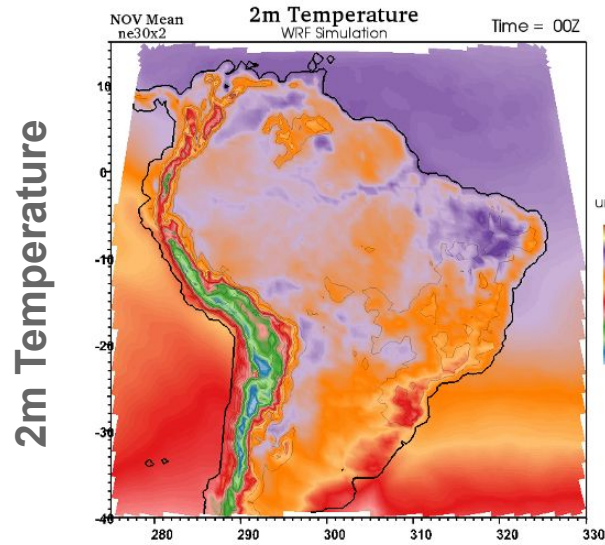 NOV Mean
ne30x2
2m Temperature
WRF Simulation
Time = 00Z
2m Temperature
10
0
-10
-20
-30
-40
280
290
300
310
320
330